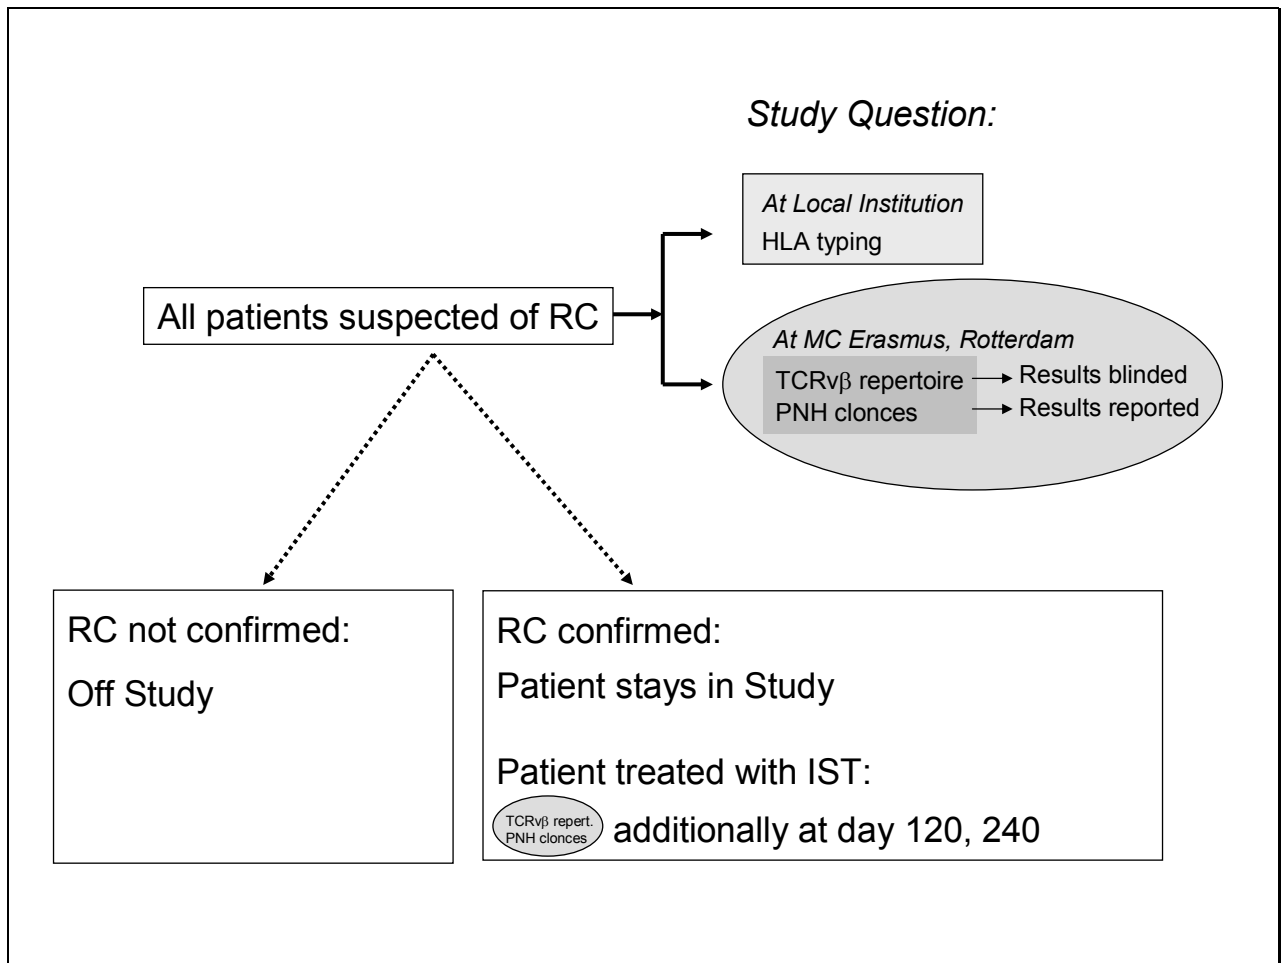 Study Question:
At Local Institution
HLA typing
All patients suspected of RC
At MC Erasmus, Rotterdam
TCRvβ repertoire
Results blinded
PNH clonces
Results reported
RC not confirmed:
Off Study
RC confirmed:
Patient stays in Study
Patient treated with IST:
TCRvβ repert.
PNH clonces
additionally at day 120, 240